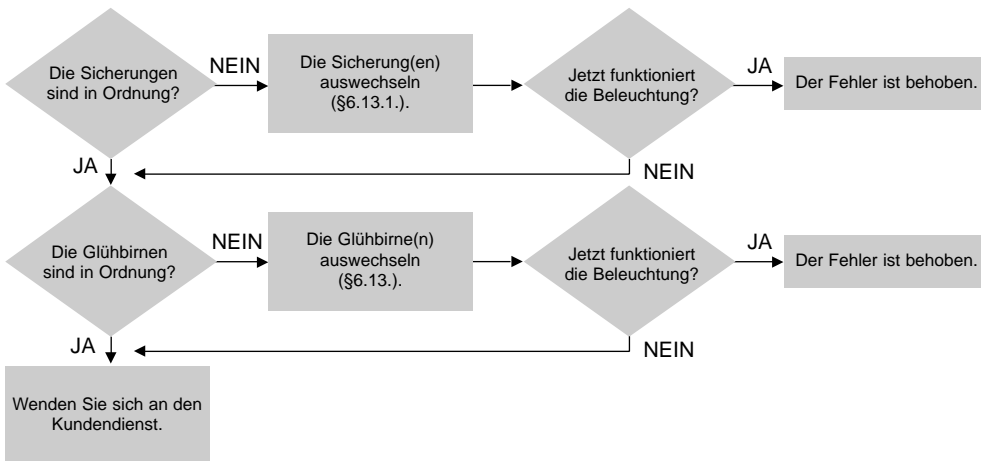 Die Sicherungen
sind in Ordnung?
NEIN
Die Sicherung(en)
auswechseln
(§6.13.1.).
Jetzt funktioniert
die Beleuchtung?
JA
Der Fehler ist behoben.
JA
NEIN
Die Glühbirnen
sind in Ordnung?
NEIN
Die Glühbirne(n)
auswechseln
(§6.13.).
Jetzt funktioniert
die Beleuchtung?
JA
Der Fehler ist behoben.
JA
NEIN
Wenden Sie sich an den
Kundendienst.